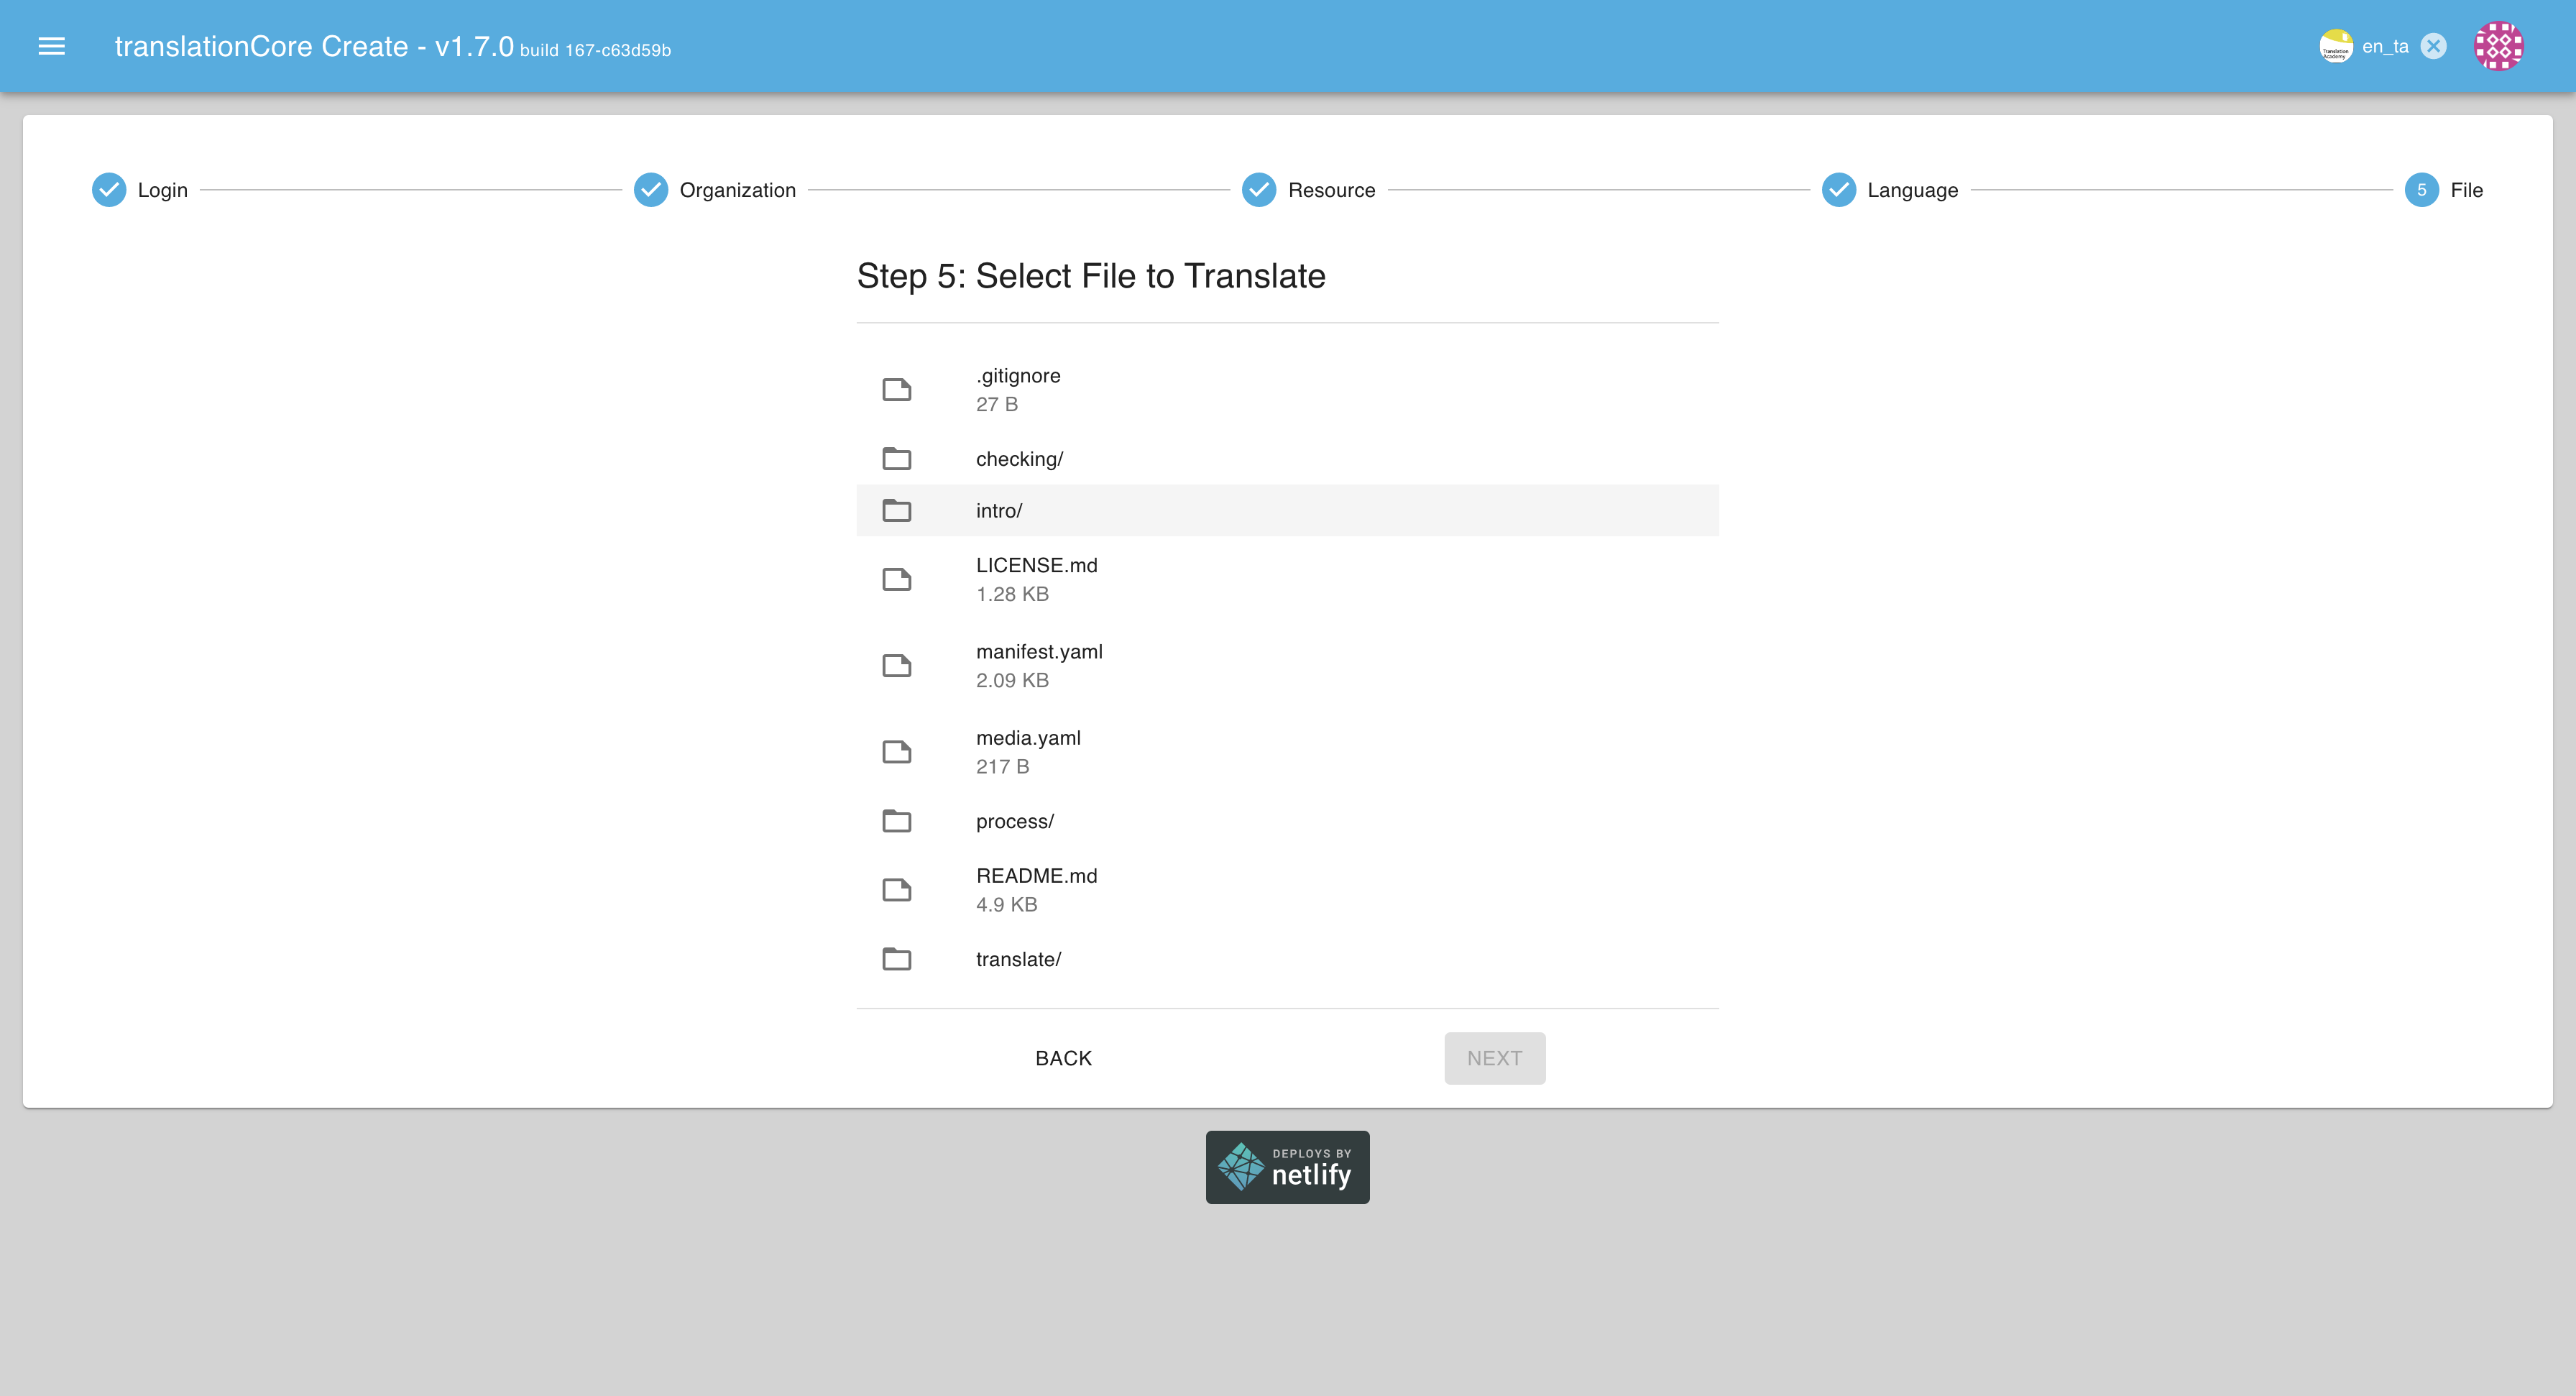 translationCore Create - v1.7.0 build 167-c63d59b
Translation
Academy
en_ta
Login
Organization
Resource
Language
5
File
Step 5: Select File to Translate
.gitignore
27 B
checking/
intro/
LICENSE.md
1.28 KB
manifest.yaml
2.09 KB
media.yaml
217 B
process/
README.md
4.9 KB
translate/
BACK
NEXT
DEPLOYS BY
netlify